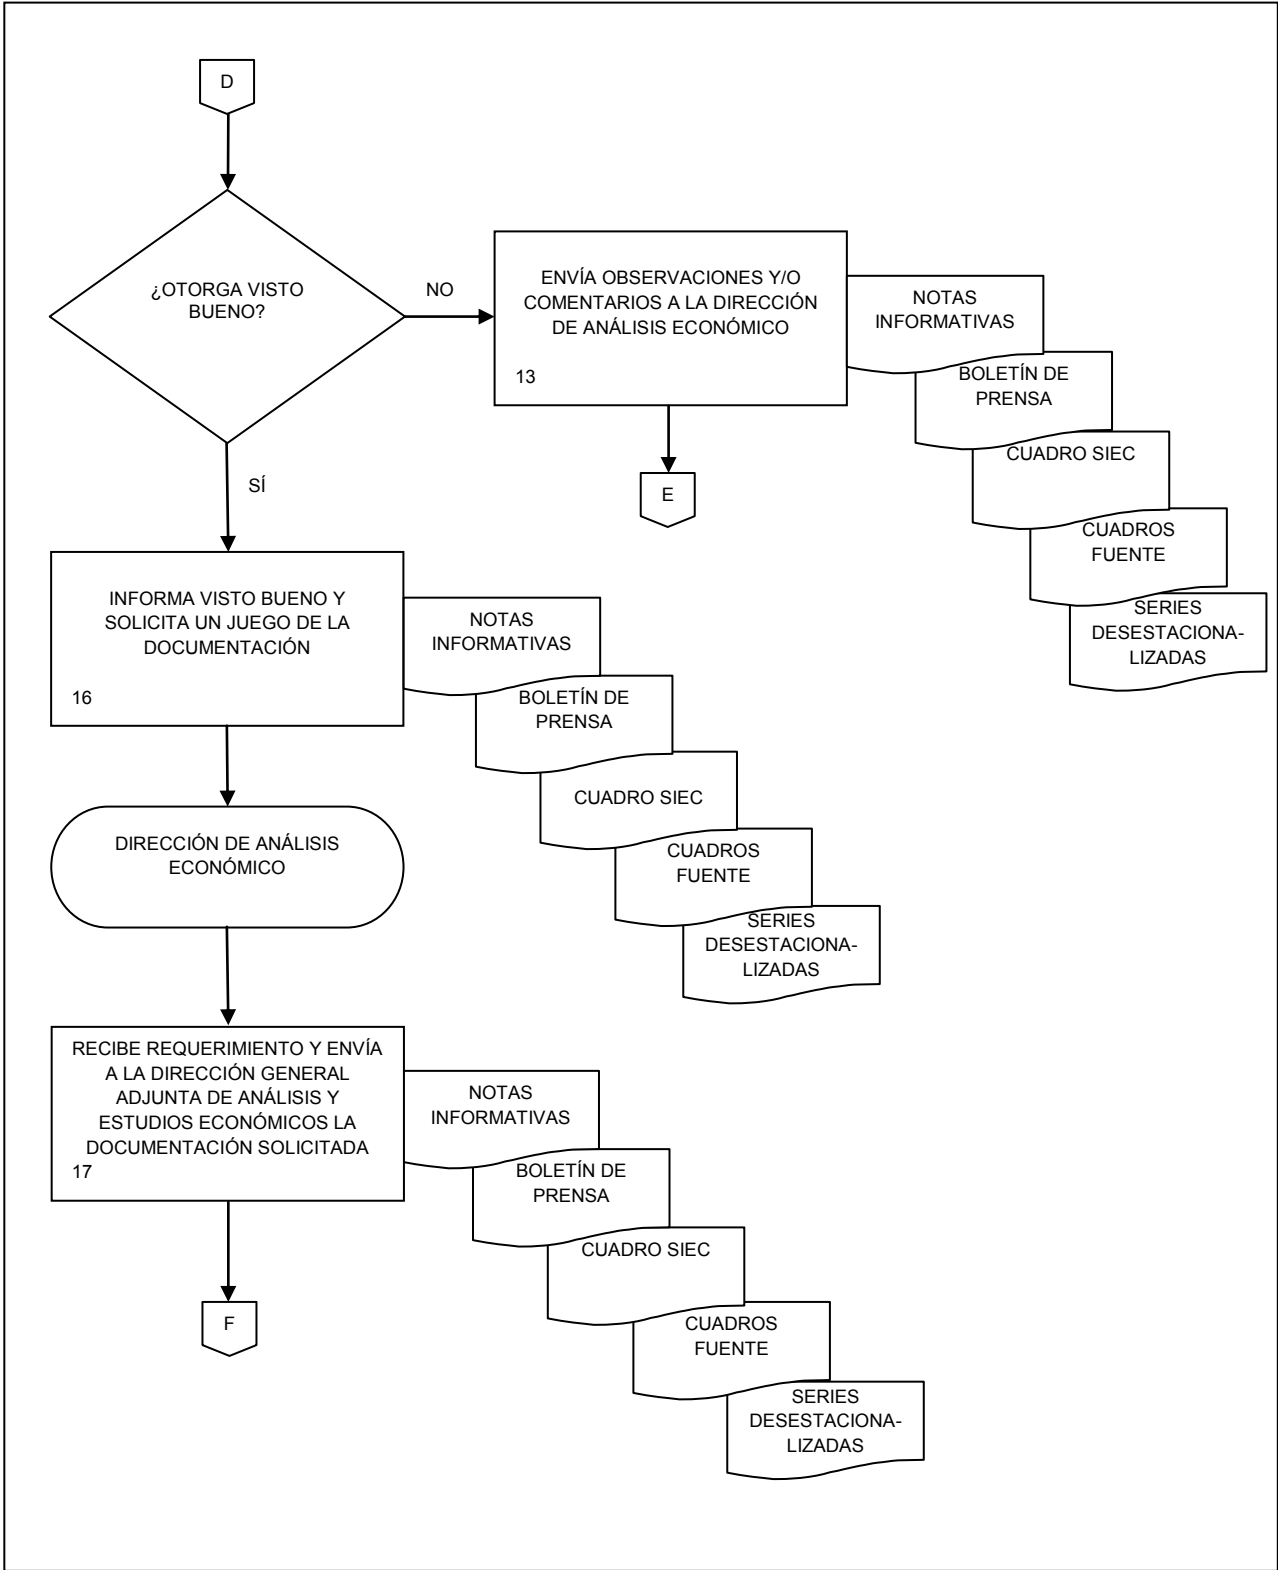 D
¿OTORGA VISTO
BUENO?
NO
ENVÍA OBSERVACIONES Y/O
COMENTARIOS A LA DIRECCIÓN
DE ANÁLISIS ECONÓMICO
13
NOTAS
INFORMATIVAS
BOLETÍN DE
PRENSA
CUADRO SIEC
CUADROS
FUENTE
SERIES
DESESTACIONA-
LIZADAS
E
SÍ
INFORMA VISTO BUENO Y
SOLICITA UN JUEGO DE LA
DOCUMENTACIÓN
16
NOTAS
INFORMATIVAS
BOLETÍN DE
PRENSA
CUADRO SIEC
CUADROS
FUENTE
SERIES
DESESTACIONA-
LIZADAS
DIRECCIÓN DE ANÁLISIS
ECONÓMICO
RECIBE REQUERIMIENTO Y ENVÍA
A LA DIRECCIÓN GENERAL
ADJUNTA DE ANÁLISIS Y
ESTUDIOS ECONÓMICOS LA
DOCUMENTACIÓN SOLICITADA
17
NOTAS
INFORMATIVAS
BOLETÍN DE
PRENSA
CUADRO SIEC
CUADROS
FUENTE
SERIES
DESESTACIONA-
LIZADAS
F